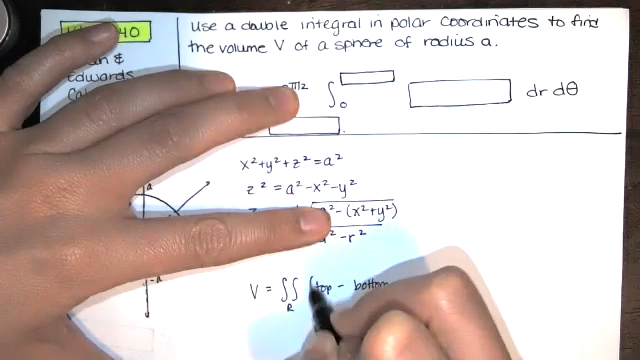 40
Use a double integral in polar coordinates to find
the volume V of a sphere of radius a.
&
Edwards
π/2 ∫₀ dr dθ
x² + y² + z² = a²
z² = a² - x² - y²
a² - (x² + y²)
a² - r²
a
-a
V = ∫∫ (top - bottom
R